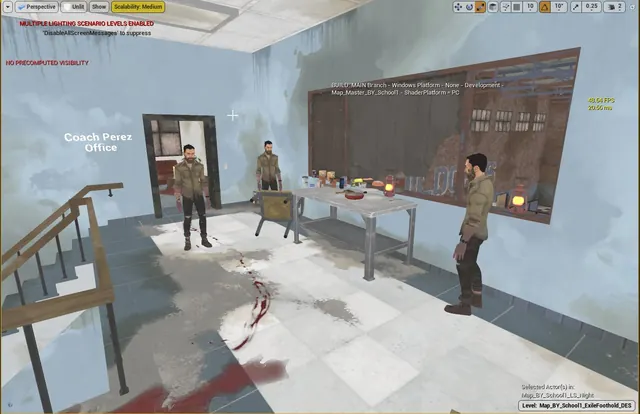 Perspective Unlit Show Scalability: Medium 10 10° 0.25 2
MULTIPLE LIGHTING SCENARIO LEVELS ENABLED
'DisableAllScreenMessages' to suppress
NO PRECOMPUTED VISIBILITY
BUILD: MAIN Branch - Windows Platform - None - Development -
Map_Master_BY_School1 - ShaderPlatform = PC
Coach Perez
Office
Selected Actor(s) in:
Map_BY_School1_LS_Night
Level: Map_BY_School1_ExileFoothold_DES